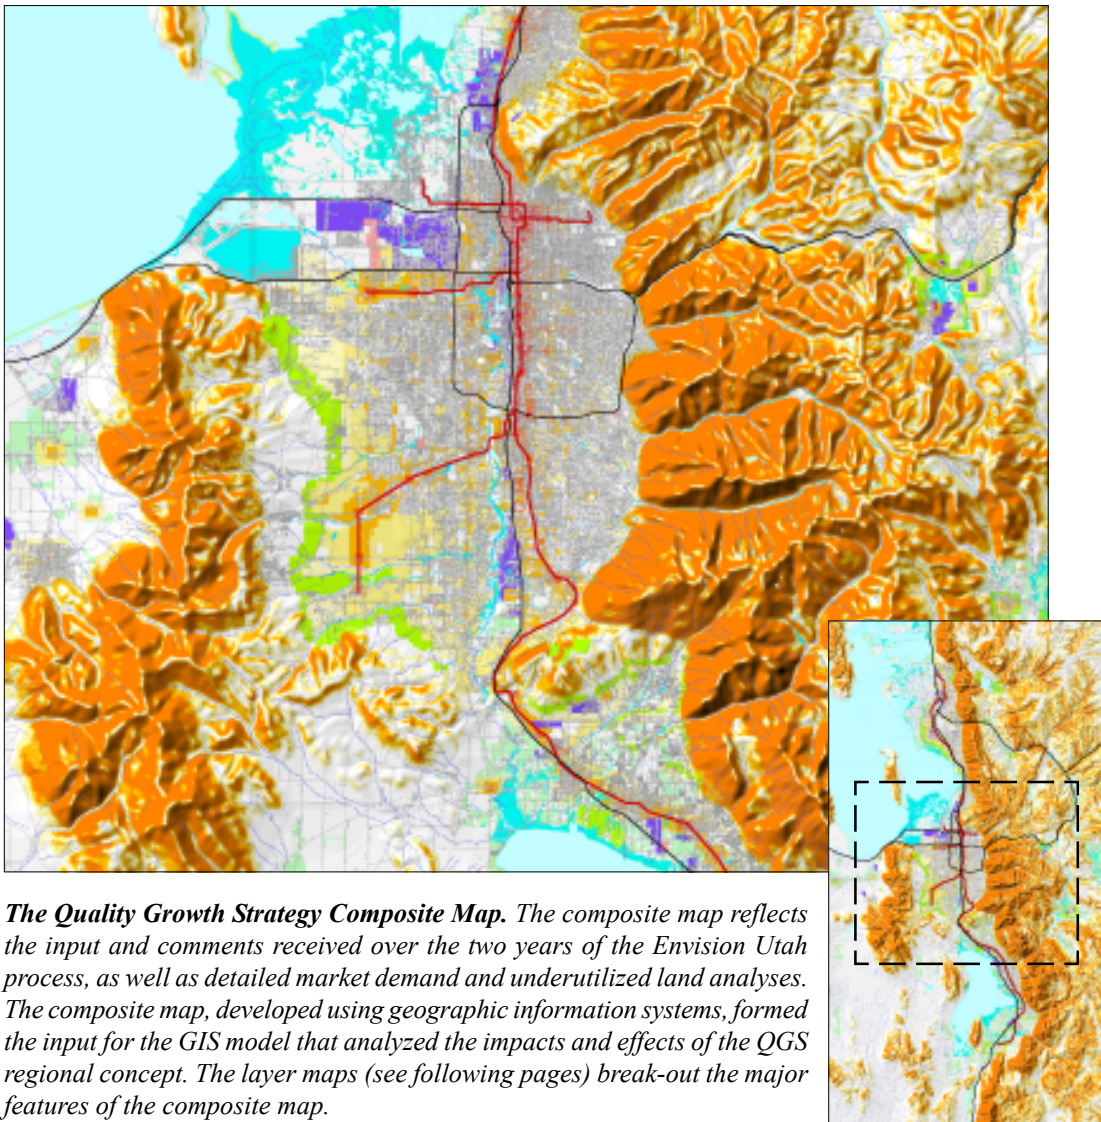 The Quality Growth Strategy Composite Map. The composite map reflects
the input and comments received over the two years of the Envision Utah
process, as well as detailed market demand and underutilized land analyses.
The composite map, developed using geographic information systems, formed
the input for the GIS model that analyzed the impacts and effects of the QGS
regional concept. The layer maps (see following pages) break-out the major
features of the composite map.